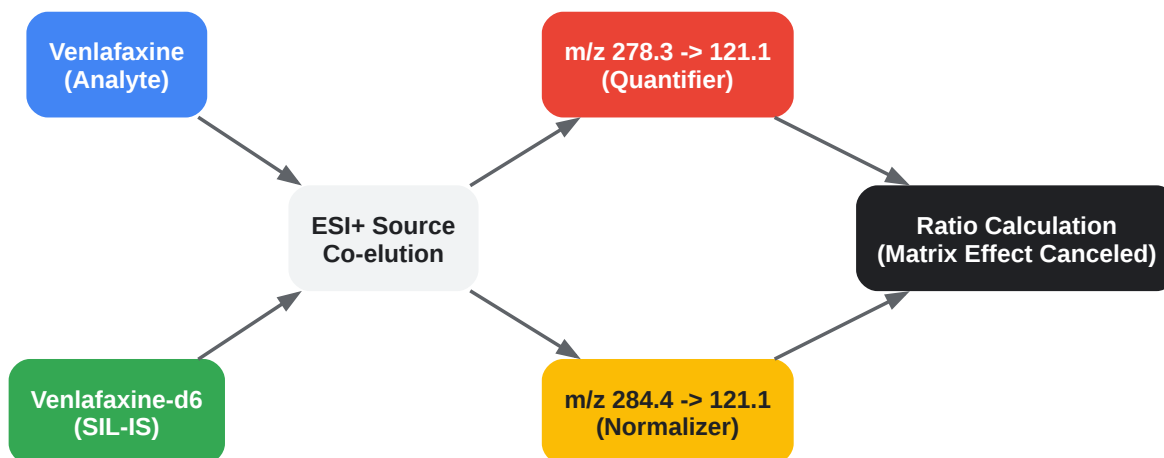 Venlafaxine
(Analyte)
m/z 278.3 -> 121.1
(Quantifier)
ESI+ Source
Co-elution
Ratio Calculation
(Matrix Effect Canceled)
Venlafaxine-d6
(SIL-IS)
m/z 284.4 -> 121.1
(Normalizer)